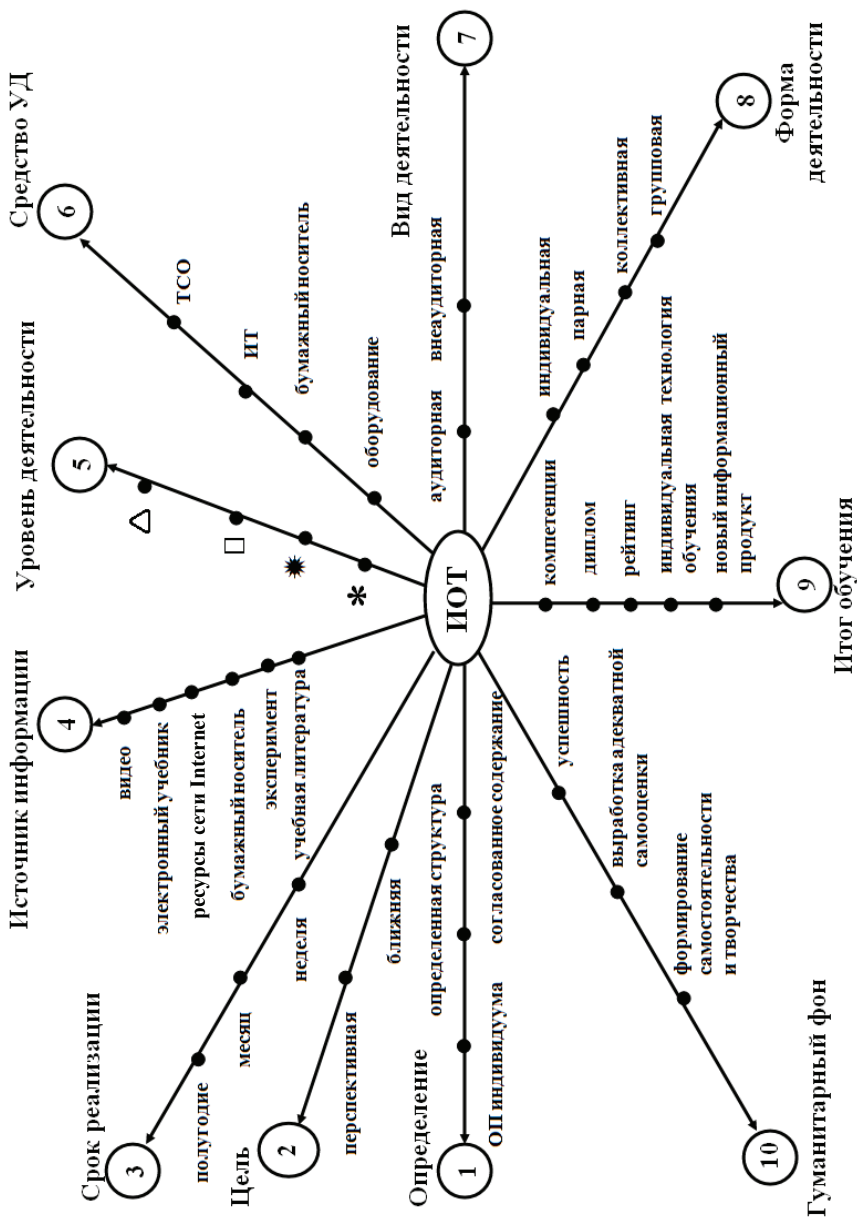 ИОТ
1
Определение
ОП индивидуума
определенная структура
согласованное содержание
2
Цель
перспективная
ближняя
3
Срок реализации
полугодие
месяц
неделя
4
Источник информации
видео
электронный учебник
ресурсы сети Internet
бумажный носитель
эксперимент
учебная литература
5
Уровень деятельности
6
Средство УД
ТСО
ИТ
бумажный носитель
оборудование
7
Вид деятельности
аудиторная
внеаудиторная
8
Форма
деятельности
индивидуальная
парная
коллективная
групповая
9
Итог обучения
компетенции
диплом
рейтинг
индивидуальная технология
обучения
новый информационный
продукт
10
Гуманитарный фон
успешность
выработка адекватной
самооценки
формирование
самостоятельности
и творчества